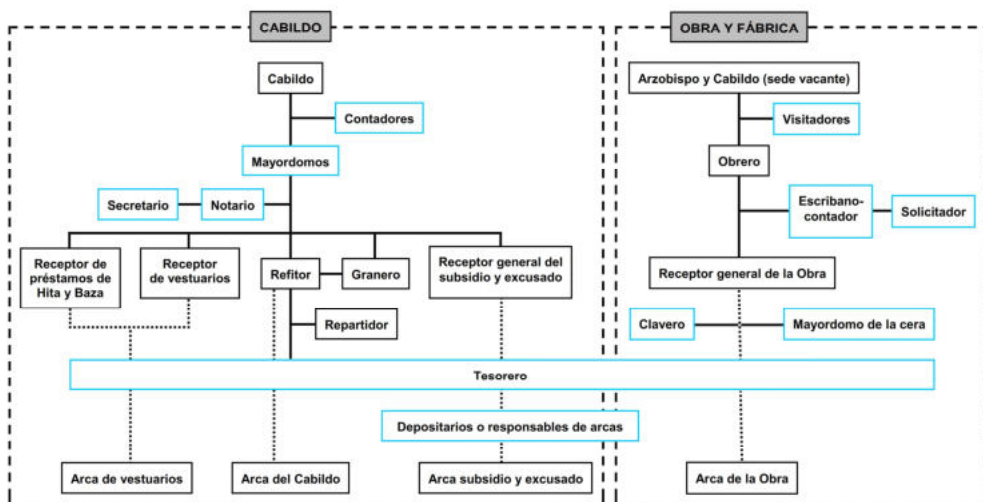 CABILDO
OBRA Y FÁBRICA
Cabildo
Arzobispo y Cabildo (sede vacante)
Contadores
Visitadores
Mayordomos
Obrero
Secretario
Notario
Escribano-
contador
Solicitador
Receptor de
préstamos de
Hita y Baza
Receptor
de vestuarios
Refitor
Granero
Receptor general del
subsidio y excusado
Receptor general de la Obra
Repartidor
Clavero
Mayordomo de la cera
Tesorero
Depositarios o responsables de arcas
Arca de vestuarios
Arca del Cabildo
Arca subsidio y excusado
Arca de la Obra